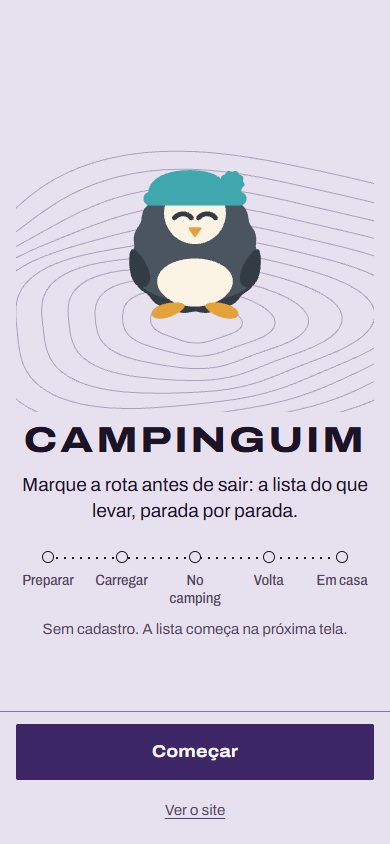 CAMPINGUIM
Marque a rota antes de sair: a lista do que
levar, parada por parada.
Preparar Carregar No camping Volta Em casa
Sem cadastro. A lista começa na próxima tela.
Começar
Ver o site